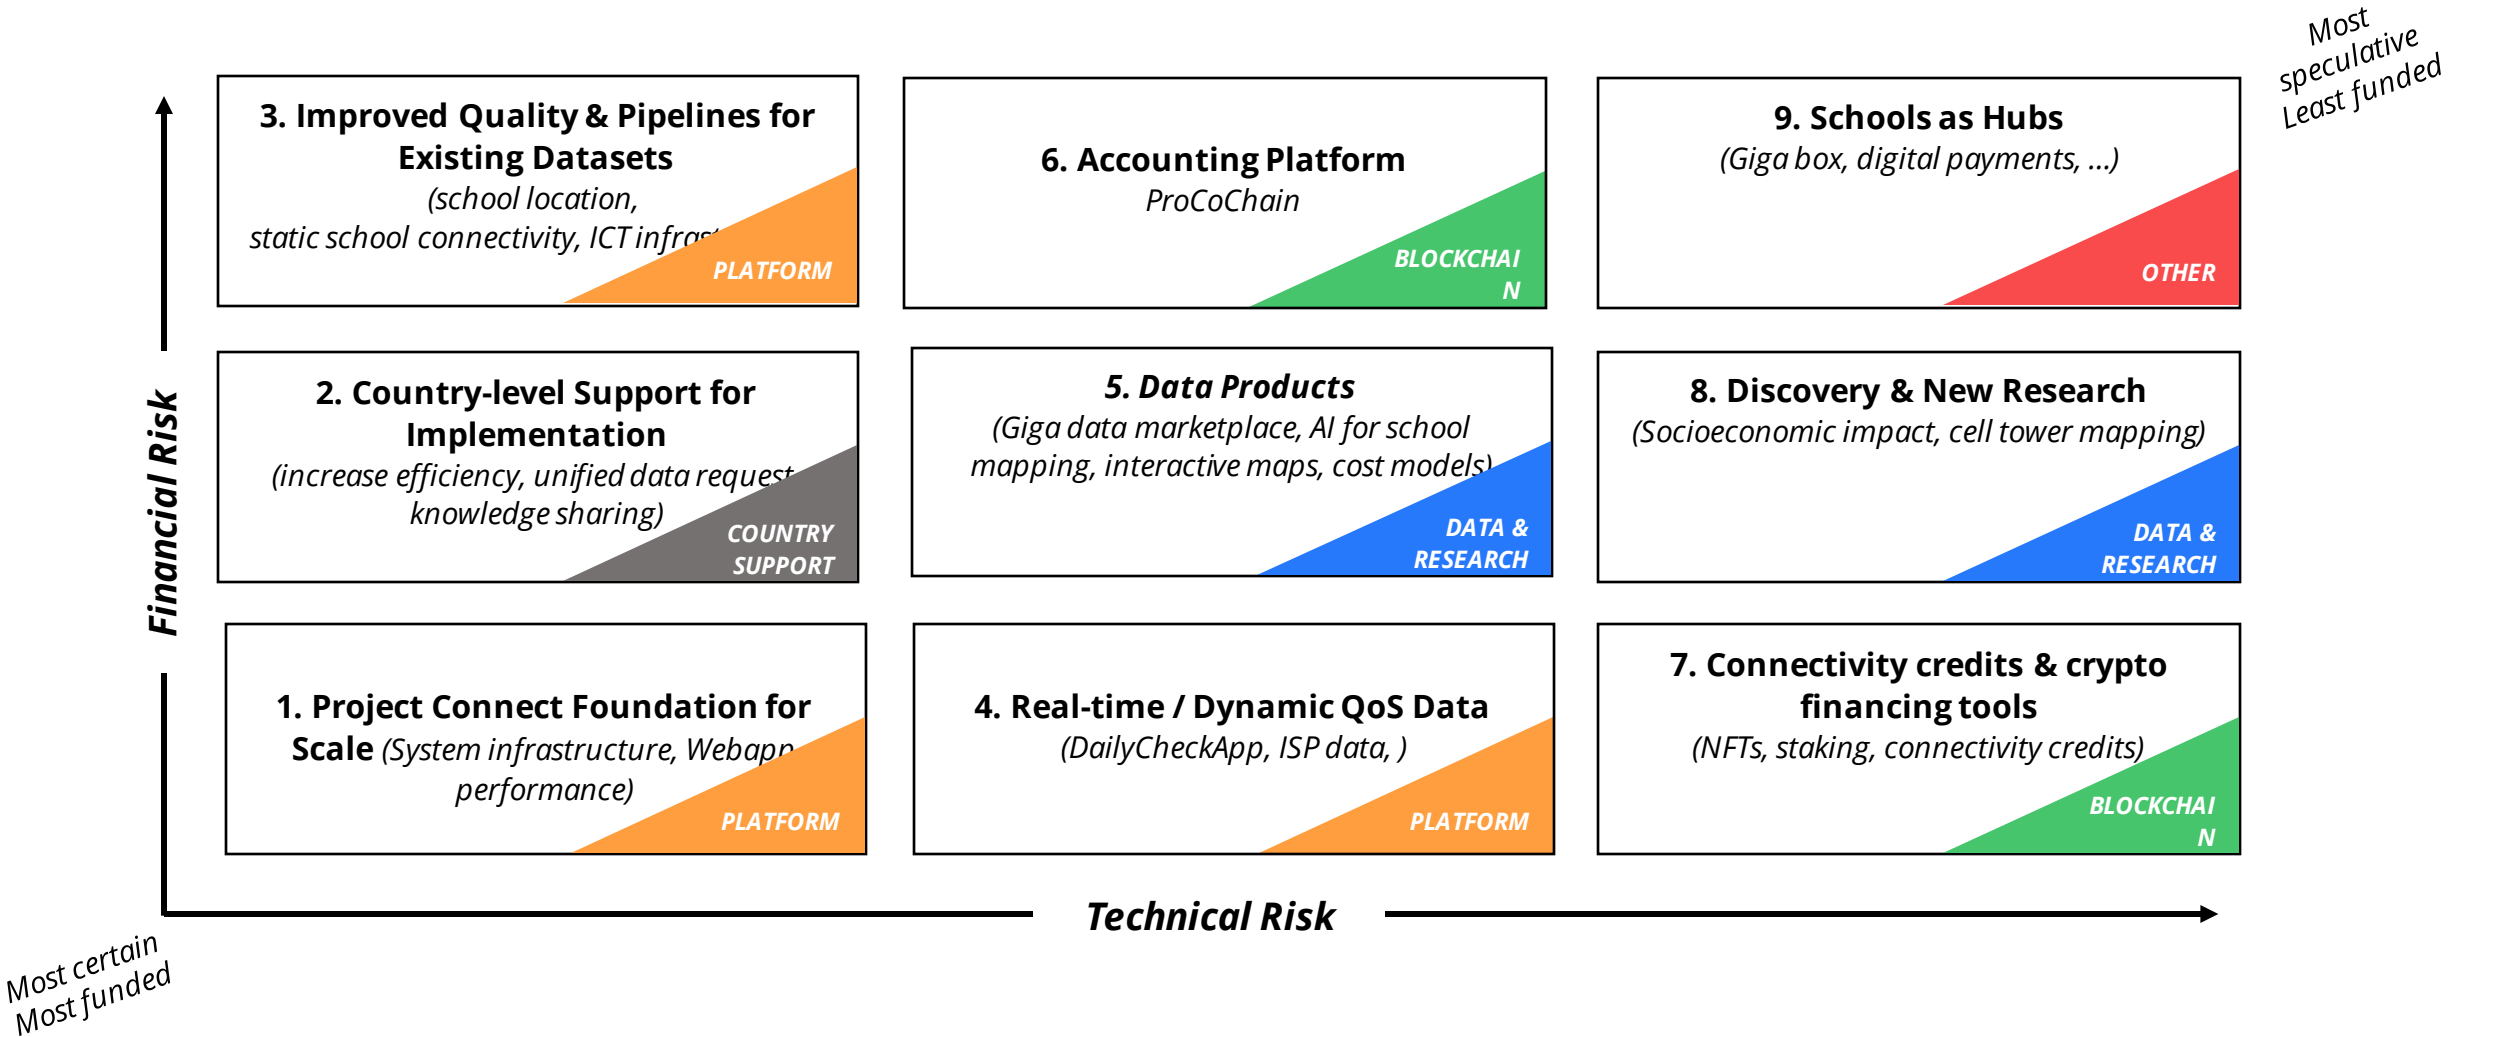 Most
speculative
Least funded
3. Improved Quality & Pipelines for
Existing Datasets
(school location,
static school connectivity, ICT
PLATFORM
6. Accounting Platform
ProCoChain
BLOCKCHAI
N
9. Schools as Hubs
(Giga box, digital payments, ...)
OTHER
Financial Risk
2. Country-level Support for
Implementation
(increase efficiency, unified data request
knowledge sharing)
COUNTRY
SUPPORT
5. Data Products
(Giga data marketplace, AI for school
mapping, interactive maps, cost models)
DATA &
RESEARCH
8. Discovery & New Research
(Socioeconomic impact, cell tower mapping)
DATA &
RESEARCH
1. Project Connect Foundation for
Scale (System infrastructure, Webapp
performance)
PLATFORM
4. Real-time / Dynamic QoS Data
(DailyCheckApp, ISP data, )
PLATFORM
7. Connectivity credits & crypto
financing tools
(NFTs, staking, connectivity credits)
BLOCKCHAI
N
Technical Risk
Most certain
Most funded